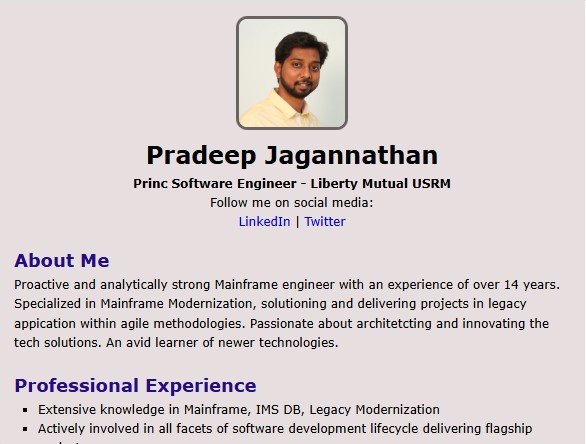 Pradeep Jagannathan
Princ Software Engineer - Liberty Mutual USRM
Follow me on social media:
LinkedIn | Twitter
About Me
Proactive and analytically strong Mainframe engineer with an experience of over 14 years.
Specialized in Mainframe Modernization, solutioning and delivering projects in legacy
appication within agile methodologies. Passionate about architetcting and innovating the
tech solutions. An avid learner of newer technologies.
Professional Experience
▪ Extensive knowledge in Mainframe, IMS DB, Legacy Modernization
▪ Actively involved in all facets of software development lifecycle delivering flagship